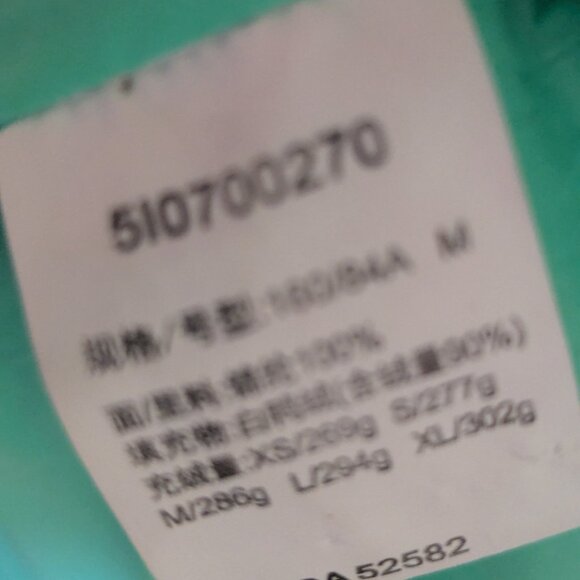 5I0700270
规格/号型:160/84A M
面/里料:锦纶100%
填充物:白鸭绒(含绒量90%)
充绒量:XS/269g S/277g
M/286g L/294g XL/302g
52582